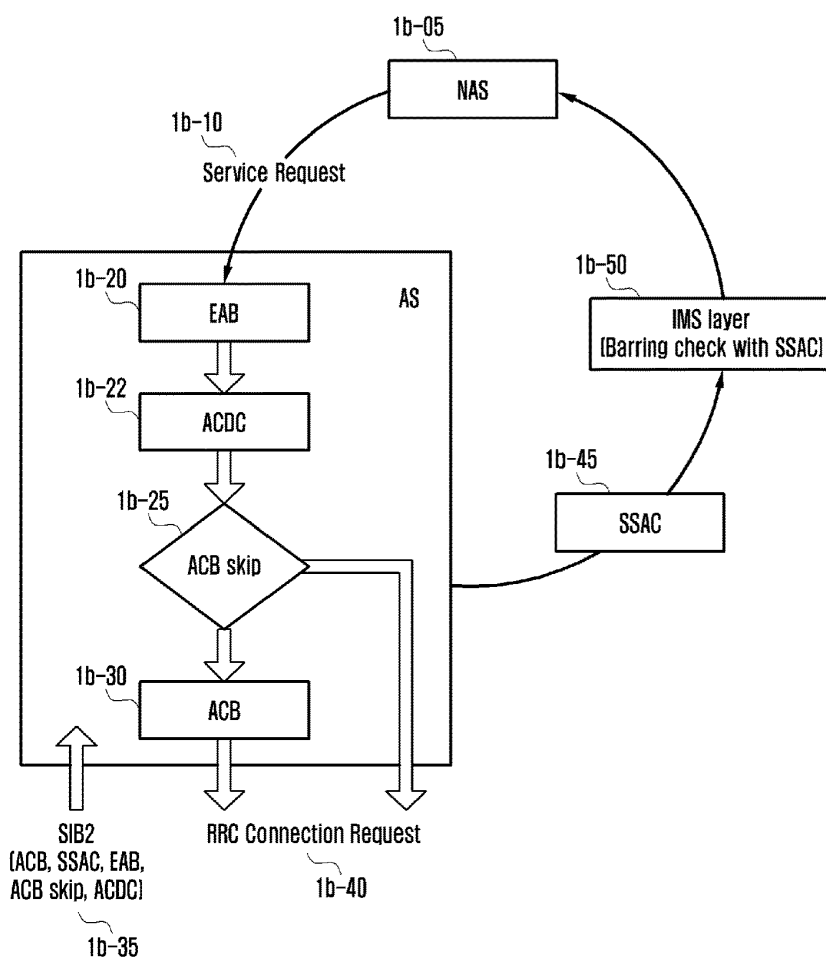 1b-05
NAS
1b-10
Service Request
1b-20
EAB
AS
1b-50
IMS layer
(Barring check with SSAC)
1b-22
ACDC
1b-45
SSAC
1b-25
ACB skip
1b-30
ACB
SIB2
(ACB, SSAC, EAB,
ACB skip, ACDC)
1b-35
RRC Connection Request
1b-40